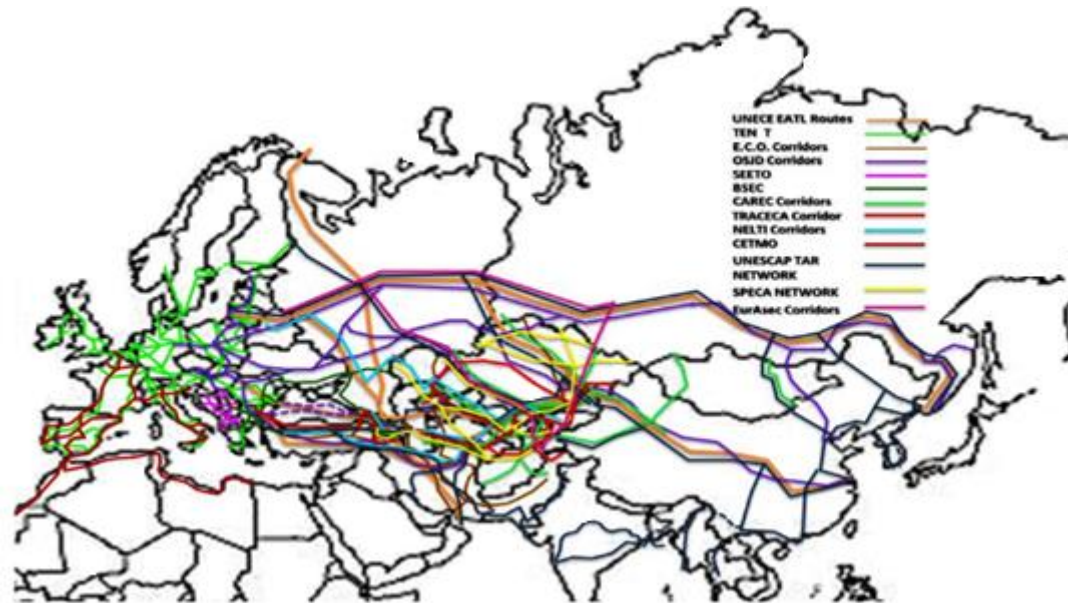 UNECE EATL Routes
TEN T
E.C.O. Corridors
OSJD Corridors
SEETO
BSEC
CAREC Corridors
TRACECA Corridor
NELTI Corridors
CETMO
UNESCAP TAR
NETWORK
SPECA NETWORK
EurAsec Corridors